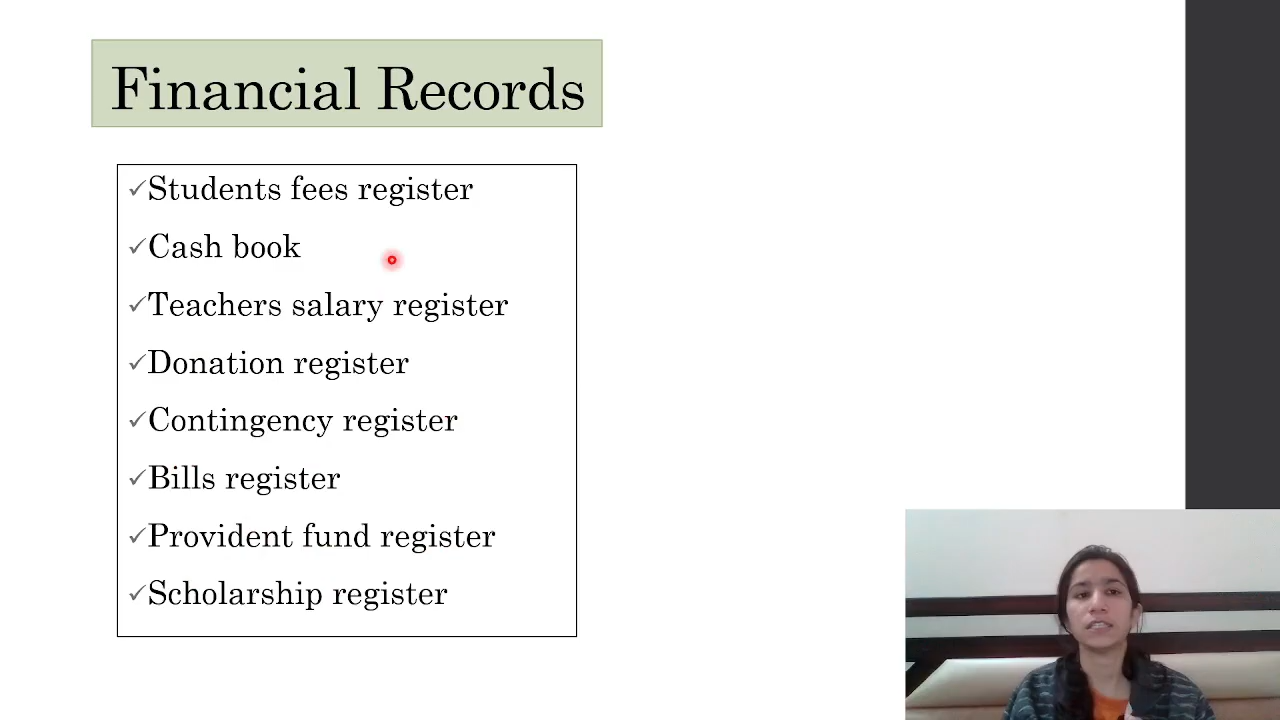 Financial Records
✓Students fees register
✓Cash book
✓Teachers salary register
✓Donation register
✓Contingency register
✓Bills register
✓Provident fund register
✓Scholarship register